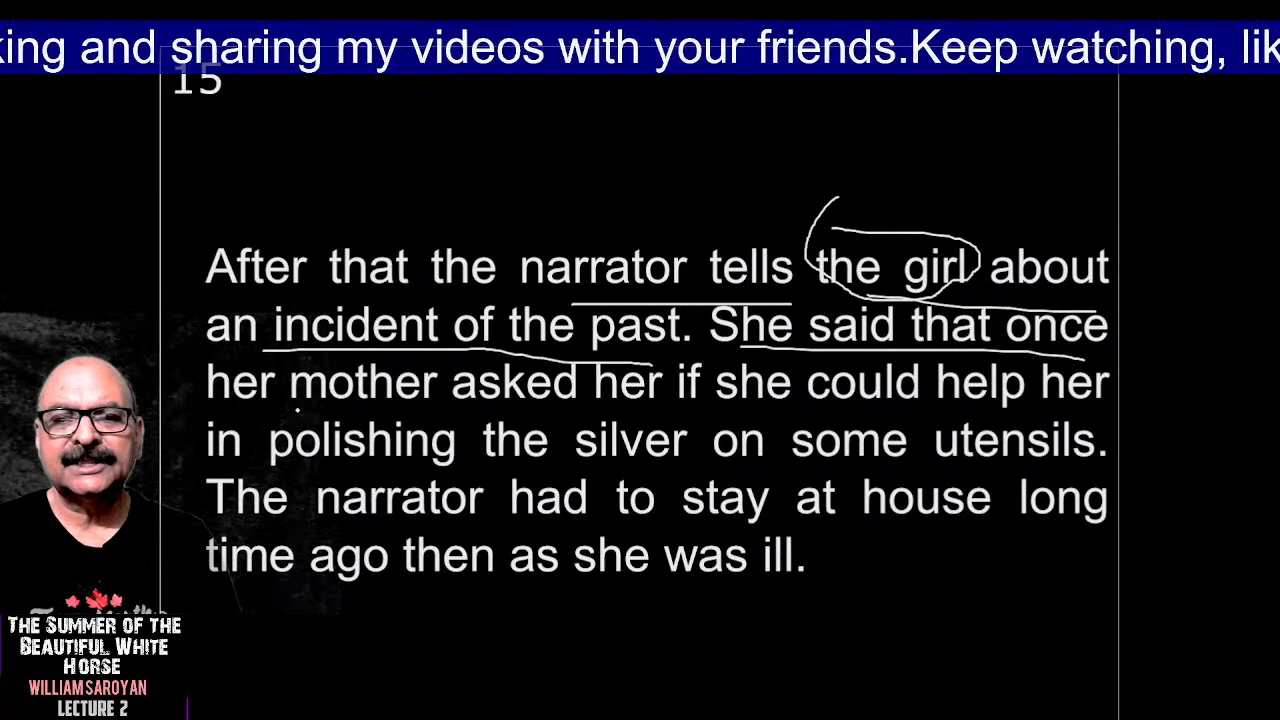 king and sharing my videos with your friends.Keep watching, lik
15
After that the narrator tells the girl about
an incident of the past. She said that once
her mother asked her if she could help her
in polishing the silver on some utensils.
The narrator had to stay at house long
time ago then as she was ill.
THE SUMMER OF THE
BEAUTIFUL WHITE
HORSE
WILLIAM SAROYAN
LECTURE 2